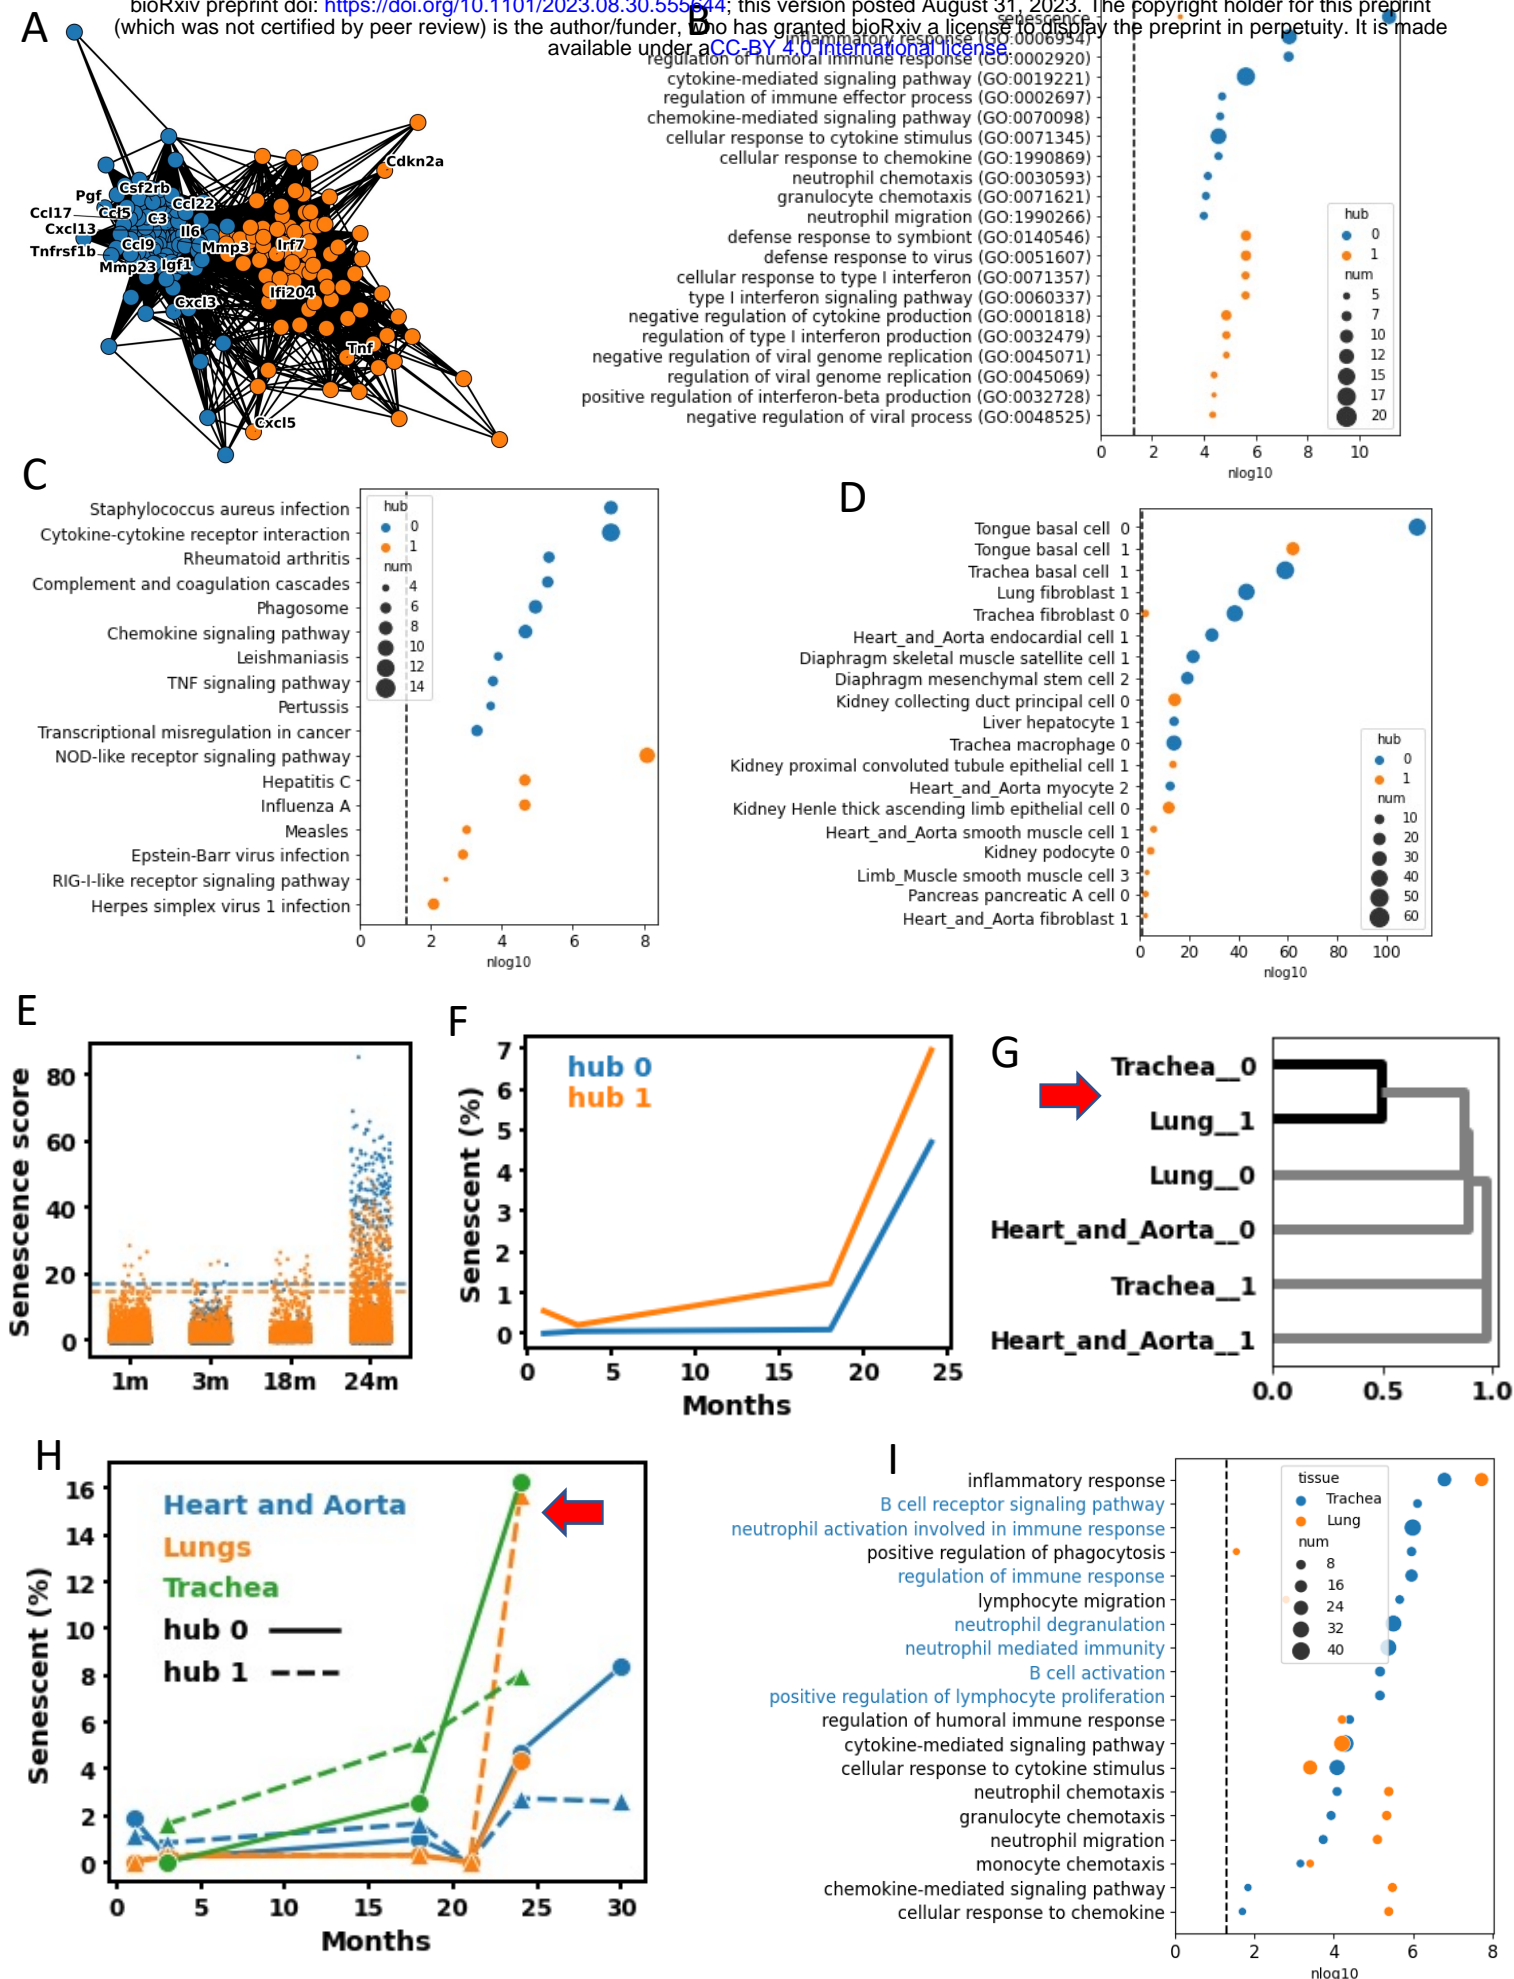 bioRxiv preprint doi: https://doi.org/10.1101/2023.08.30.555644; this version posted August 31, 2023. The copyright holder for this preprint
(which was not certified by peer review) is the author/funder, who has granted bioRxiv a license to display the preprint in perpetuity. It is made
available under aCC-BY 4.0 International license.
A
Cdkn2a
Pgf
Csf2rb
Ccl22
Ccl17
Ccl5
C3
Cxcl13
Il6
Tnfrsf1b
Ccl9
Mmp3
Irf7
Mmp23
Igf1
Cxcl3
Ifi204
Tnf
Cxcl5
B
senescence
inflammatory response (GO:0006954)
regulation of humoral immune response (GO:0002920)
cytokine-mediated signaling pathway (GO:0019221)
regulation of immune effector process (GO:0002697)
chemokine-mediated signaling pathway (GO:0070098)
cellular response to cytokine stimulus (GO:0071345)
cellular response to chemokine (GO:1990869)
neutrophil chemotaxis (GO:0030593)
granulocyte chemotaxis (GO:0071621)
neutrophil migration (GO:1990266)
defense response to symbiont (GO:0140546)
defense response to virus (GO:0051607)
cellular response to type I interferon (GO:0071357)
type I interferon signaling pathway (GO:0060337)
negative regulation of cytokine production (GO:0001818)
regulation of type I interferon production (GO:0032479)
negative regulation of viral genome replication (GO:0045071)
regulation of viral genome replication (GO:0045069)
positive regulation of interferon-beta production (GO:0032728)
negative regulation of viral process (GO:0048525)
hub
0
1
num
5
7
10
12
15
17
20
0 2 4 6 8 10
nlog10
C
Staphylococcus aureus infection
Cytokine-cytokine receptor interaction
Rheumatoid arthritis
Complement and coagulation cascades
Phagosome
Chemokine signaling pathway
Leishmaniasis
TNF signaling pathway
Pertussis
Transcriptional misregulation in cancer
NOD-like receptor signaling pathway
Hepatitis C
Influenza A
Measles
Epstein-Barr virus infection
RIG-I-like receptor signaling pathway
Herpes simplex virus 1 infection
hub
0
1
num
4
6
8
10
12
14
0 2 4 6 8
nlog10
D
Tongue basal cell 0
Tongue basal cell 1
Trachea basal cell 1
Lung fibroblast 1
Trachea fibroblast 0
Heart_and_Aorta endocardial cell 1
Diaphragm skeletal muscle satellite cell 1
Diaphragm mesenchymal stem cell 2
Kidney collecting duct principal cell 0
Liver hepatocyte 1
Trachea macrophage 0
Kidney proximal convoluted tubule epithelial cell 1
Heart_and_Aorta myocyte 2
Kidney Henle thick ascending limb epithelial cell 0
Heart_and_Aorta smooth muscle cell 1
Kidney podocyte 0
Limb_Muscle smooth muscle cell 3
Pancreas pancreatic A cell 0
Heart_and_Aorta fibroblast 1
hub
0
1
num
10
20
30
40
50
60
0 20 40 60 80 100
nlog10
E
Senescence score
80
60
40
20
0
1m 3m 18m 24m
F
Senescent (%)
7
6
5
4
3
2
1
0
hub 0
hub 1
0 5 10 15 20 25
Months
G
Trachea__0
Lung__1
Lung__0
Heart_and_Aorta__0
Trachea__1
Heart_and_Aorta__1
0.0 0.5 1.0
H
Senescent (%)
16
14
12
10
8
6
4
2
0
Heart and Aorta
Lungs
Trachea
hub 0
hub 1
0 5 10 15 20 25 30
Months
I
inflammatory response
B cell receptor signaling pathway
neutrophil activation involved in immune response
positive regulation of phagocytosis
regulation of immune response
lymphocyte migration
neutrophil degranulation
neutrophil mediated immunity
B cell activation
positive regulation of lymphocyte proliferation
regulation of humoral immune response
cytokine-mediated signaling pathway
cellular response to cytokine stimulus
neutrophil chemotaxis
granulocyte chemotaxis
neutrophil migration
monocyte chemotaxis
chemokine-mediated signaling pathway
cellular response to chemokine
tissue
Trachea
Lung
num
8
16
24
32
40
0 2 4 6 8
nlog10